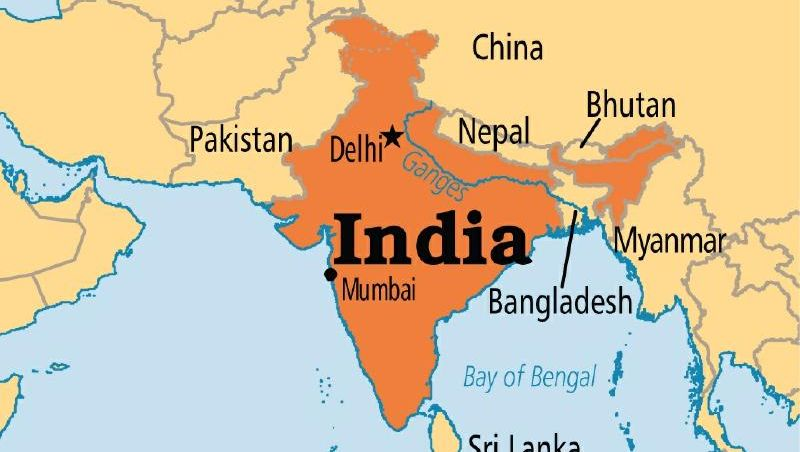 China
Bhutan
Pakistan
Delhi
Nepal
Ganges
India
Myanmar
Mumbai
Bangladesh
Bay of Bengal
Sri Lanka